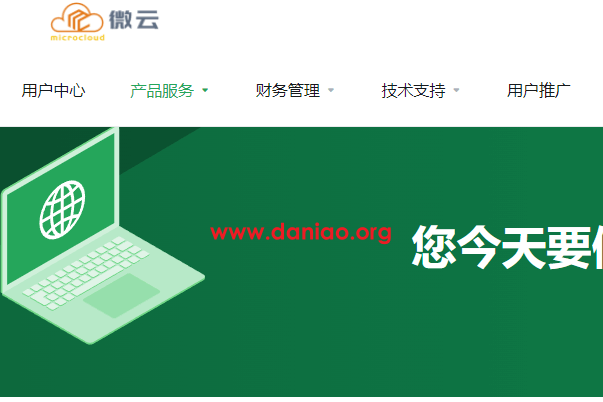 微云
microcloud
用户中心 产品服务 财务管理 技术支持 用户推广
www.daniao.org
您今天要